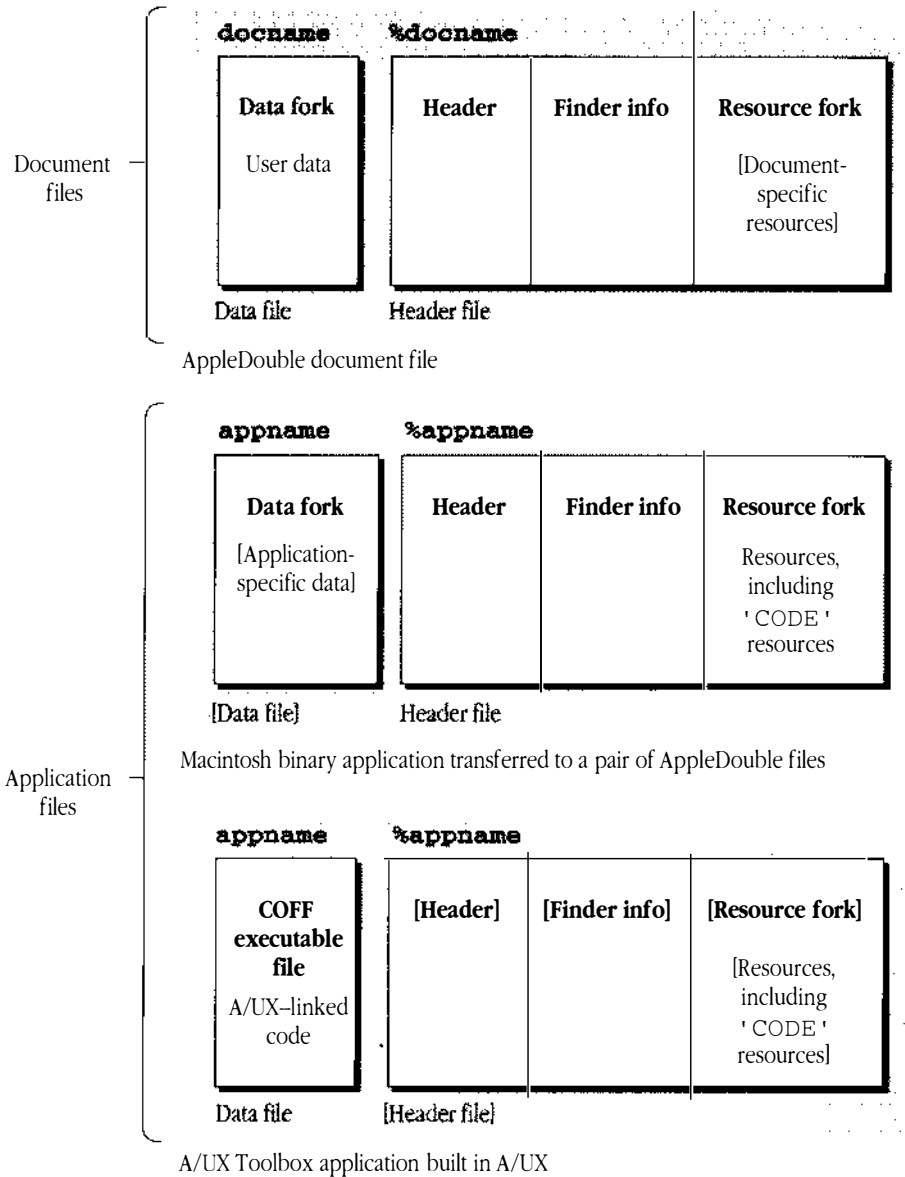 docname
%docname
Data fork
User data
Header
Finder info
Resource fork
[Document-
specific
resources]
Document
files
Data file
Header file
AppleDouble document file
appname
%appname
Data fork
[Application-
specific data]
Header
Finder info
Resource fork
Resources,
including
'CODE'
resources
[Data file]
Header file
Macintosh binary application transferred to a pair of AppleDouble files
Application
files
appname
%appname
COFF
executable
file
A/UX–linked
code
[Header]
[Finder info]
[Resource fork]
[Resources,
including
'CODE'
resources]
Data file
[Header file]
A/UX Toolbox application built in A/UX